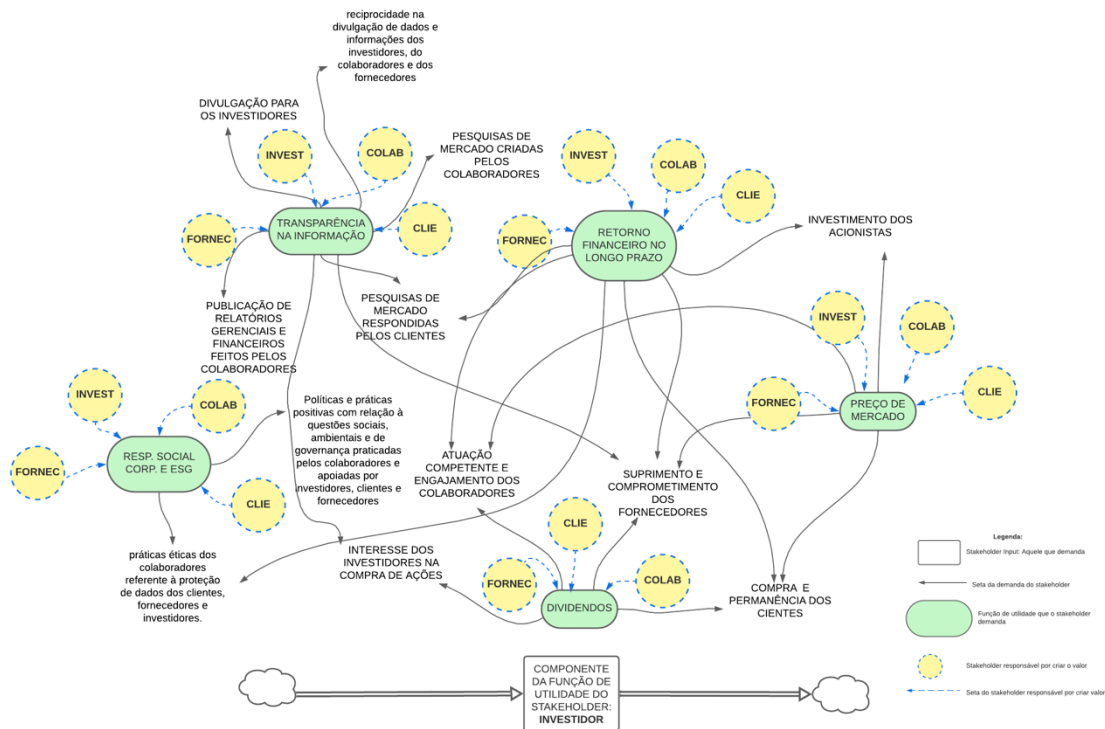 reciprocidade na
divulgação de dados e
informações dos
investidores, do
colaboradores e dos
fornecedores
DIVULGAÇÃO PARA
OS INVESTIDORES
INVEST
COLAB
PESQUISAS DE
MERCADO CRIADAS
PELOS
COLABORADORES
FORNEC
TRANSPARÊNCIA
NA INFORMAÇÃO
CLIE
INVEST
COLAB
CLIE
FORNEC
RETORNO
FINANCEIRO NO
LONGO PRAZO
INVESTIMENTO DOS
ACIONISTAS
PUBLICAÇÃO DE
RELATÓRIOS
GERENCIAIS E
FINANCEIROS
FEITOS PELOS
COLABORADORES
PESQUISAS DE
MERCADO
RESPONDIDAS
PELOS CLIENTES
INVEST
COLAB
CLIE
FORNEC
PREÇO DE
MERCADO
INVEST
COLAB
FORNEC
RESP. SOCIAL
CORP. E ESG
CLIE
Políticas e práticas
positivas com relação à
questões sociais,
ambientais e de
governança praticadas
pelos colaboradores e
apoiadas por
investidores, clientes e
fornecedores
ATUAÇÃO
COMPETENTE E
ENGAJAMENTO DOS
COLABORADORES
SUPRIMENTO E
COMPROMETIMENTO
DOS
FORNECEDORES
práticas éticas dos
colaboradores
referente à proteção
de dados dos clientes,
fornecedores e
investidores.
INTERESSE DOS
INVESTIDORES NA
COMPRA DE AÇÕES
CLIE
FORNEC
COLAB
DIVIDENDOS
COMPRA E
PERMANÊNCIA DOS
CIENTES
Legenda:
Stakeholder Input: Aquele que demanda
Seta da demanda do stakeholder
Função de utilidade que o stakeholder
demanda
Stakeholder responsável por criar o valor
Seta do stakeholder responsável por criar valor
COMPONENTE
DA FUNÇÃO DE
UTILIDADE DO
STAKEHOLDER:
INVESTIDOR